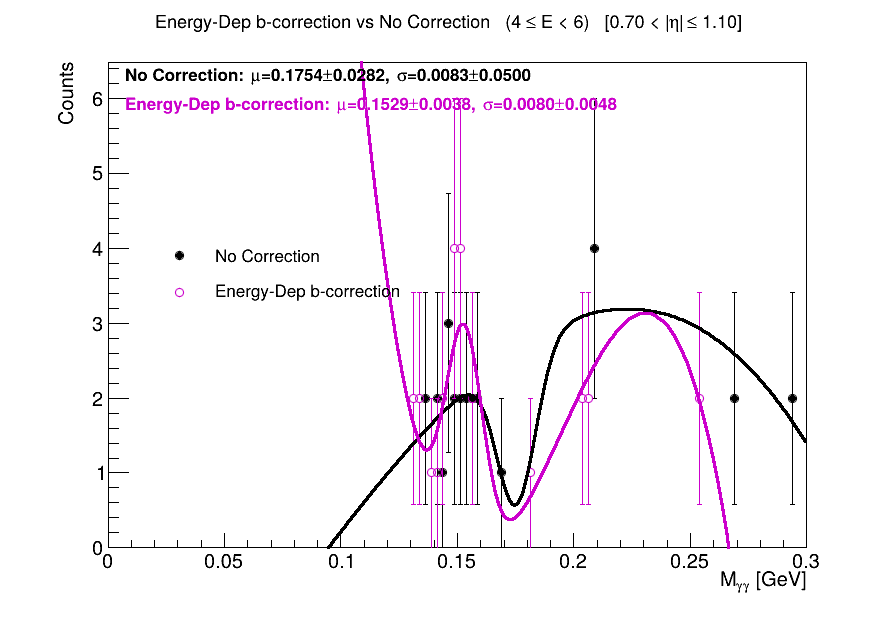 Energy-Dep b-correction vs No Correction (4 ≤ E < 6) [0.70 < |η| ≤ 1.10]
Counts
No Correction: μ=0.1754±0.0282, σ=0.0083±0.0500
Energy-Dep b-correction: μ=0.1529±0.0038, σ=0.0080±0.0048
No Correction
Energy-Dep b-correction
6
5
4
3
2
1
0
0 0.05 0.1 0.15 0.2 0.25 0.3
Mγγ [GeV]